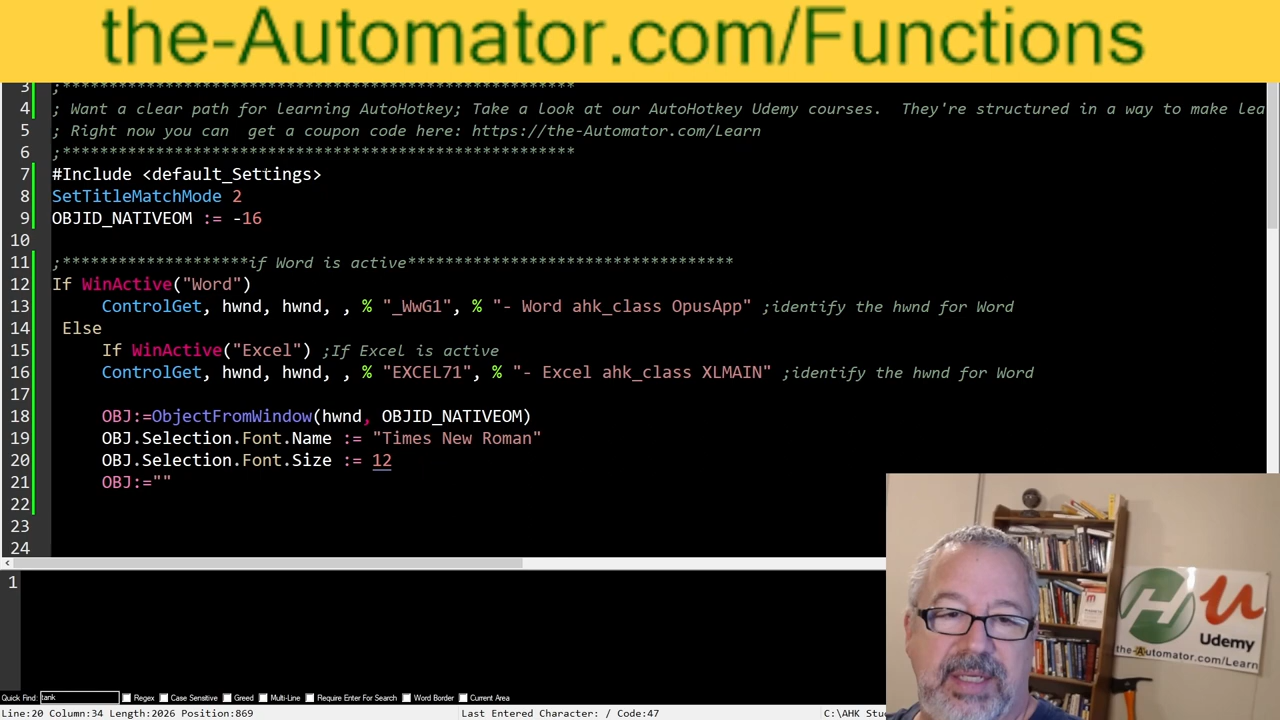 the-Automator.com/Functions
3 ;*******************************************************
4 ; Want a clear path for learning AutoHotkey; Take a look at our AutoHotkey Udemy courses. They're structured in a way to make lea
5 ; Right now you can get a coupon code here: https://the-Automator.com/Learn
6 ;*******************************************************
7 #Include <default_Settings>
8 SetTitleMatchMode 2
9 OBJID_NATIVEOM := -16
10
11 ;********************if Word is active***********************************
12 If WinActive("Word")
13 ControlGet, hwnd, hwnd, , % "_WwG1", % "- Word ahk_class OpusApp" ;identify the hwnd for Word
14 Else
15 If WinActive("Excel") ;If Excel is active
16 ControlGet, hwnd, hwnd, , % "EXCEL71", % "- Excel ahk_class XLMAIN" ;identify the hwnd for Word
17
18 OBJ:=ObjectFromWindow(hwnd, OBJID_NATIVEOM)
19 OBJ.Selection.Font.Name := "Times New Roman"
20 OBJ.Selection.Font.Size := 12
21 OBJ:=""
22
23
24
1
H u
Udemy
the-Automator.com/Learn
Quick Find: tank Regex Case Sensitive Greed Multi-Line Require Enter For Search Word Border Current Area
Line:20 Column:34 Length:2026 Position:869 Last Entered Character: / Code:47 C:\AHK Stu